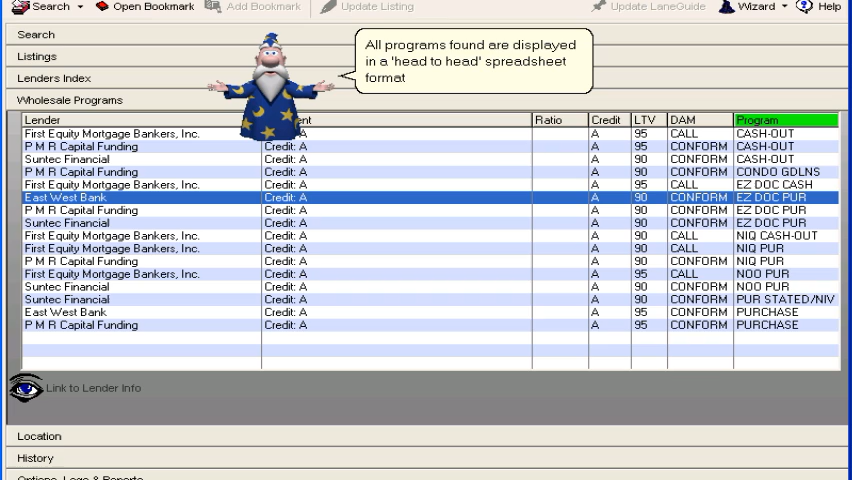 Search Open Bookmark Add Bookmark Update Listing Update LaneGuide Wizard Help
Search
Listings
Lenders Index
Wholesale Programs
All programs found are displayed
in a 'head to head' spreadsheet
format
Lender nt Ratio Credit LTV DAM Program
First Equity Mortgage Bankers, Inc. A A 95 CALL CASH-OUT
P M R Capital Funding Credit: A A 95 CONFORM CASH-OUT
Suntec Financial Credit: A A 90 CONFORM CASH-OUT
P M R Capital Funding Credit: A A 90 CONFORM CONDO GDLNS
First Equity Mortgage Bankers, Inc. Credit: A A 95 CALL EZ DOC CASH
East West Bank Credit: A A 90 CONFORM EZ DOC PUR
P M R Capital Funding Credit: A A 90 CONFORM EZ DOC PUR
Suntec Financial Credit: A A 90 CONFORM EZ DOC PUR
First Equity Mortgage Bankers, Inc. Credit: A A 90 CALL NIQ CASH-OUT
First Equity Mortgage Bankers, Inc. Credit: A A 90 CALL NIQ PUR
P M R Capital Funding Credit: A A 90 CONFORM NIQ PUR
First Equity Mortgage Bankers, Inc. Credit: A A 95 CALL NOO PUR
Suntec Financial Credit: A A 90 CONFORM NOO PUR
Suntec Financial Credit: A A 90 CONFORM PUR STATED/NIV
East West Bank Credit: A A 95 CONFORM PURCHASE
P M R Capital Funding Credit: A A 95 CONFORM PURCHASE
Link to Lender Info
Location
History
Options, Logs & Reports